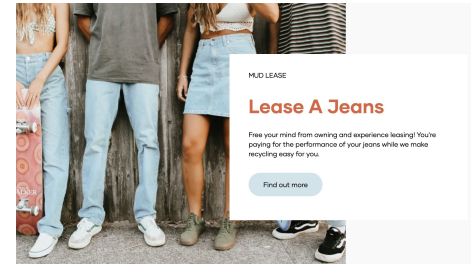 MUD LEASE
Lease A Jeans
Free your mind from owning and experience leasing! You're
paying for the performance of your jeans while we make
recycling easy for you.
Find out more